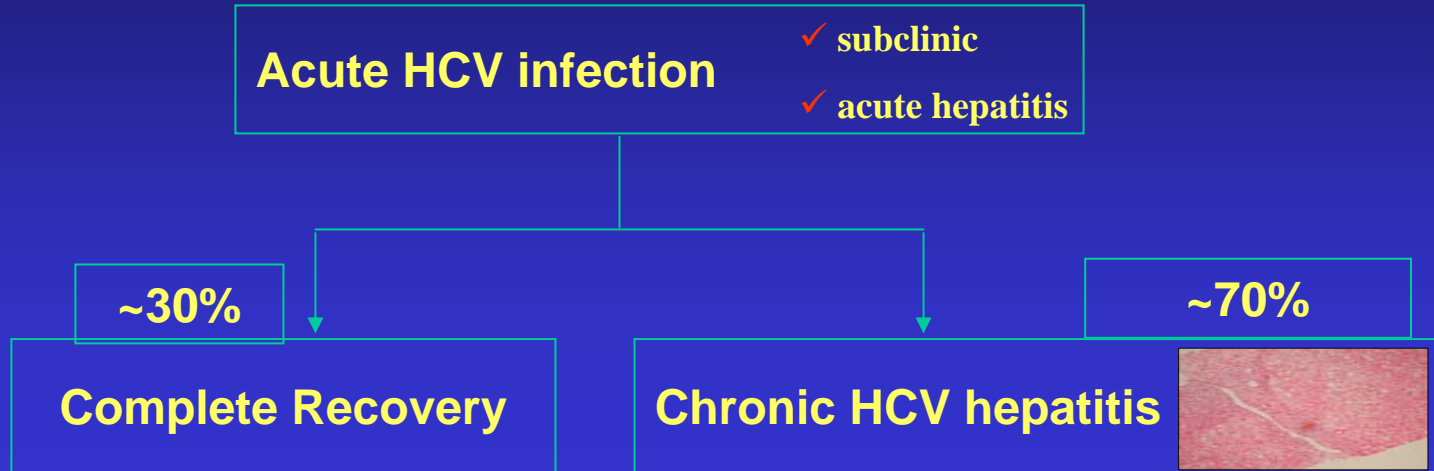 Acute HCV infection
✓ subclinic
✓ acute hepatitis
~30%
~70%
Complete Recovery
Chronic HCV hepatitis